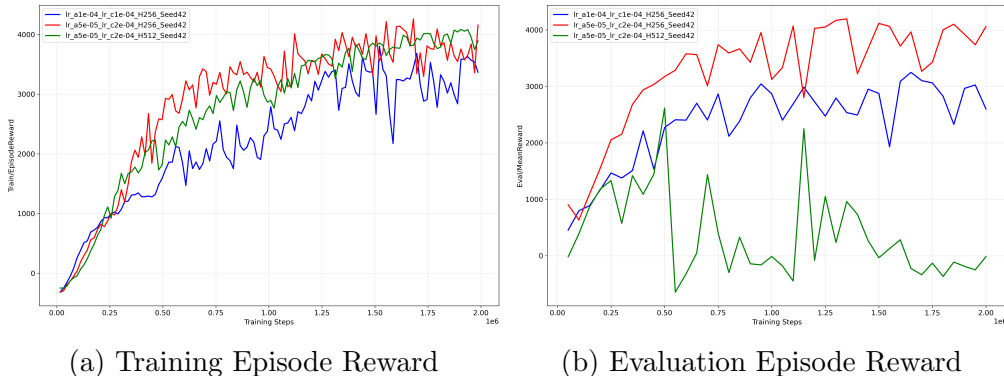 lr_a1e-04_lr_c1e-04_H256_Seed42
lr_a5e-05_lr_c2e-04_H256_Seed42
lr_a5e-05_lr_c2e-04_H512_Seed42
Train/EpisodeReward
4000
3000
2000
1000
0
0.00 0.25 0.50 0.75 1.00 1.25 1.50 1.75 2.00
1e6
Training Steps
(a) Training Episode Reward
lr_a1e-04_lr_c1e-04_H256_Seed42
lr_a5e-05_lr_c2e-04_H256_Seed42
lr_a5e-05_lr_c2e-04_H512_Seed42
Eval/MeanReward
4000
3000
2000
1000
0
0.00 0.25 0.50 0.75 1.00 1.25 1.50 1.75 2.00
1e6
Training Steps
(b) Evaluation Episode Reward